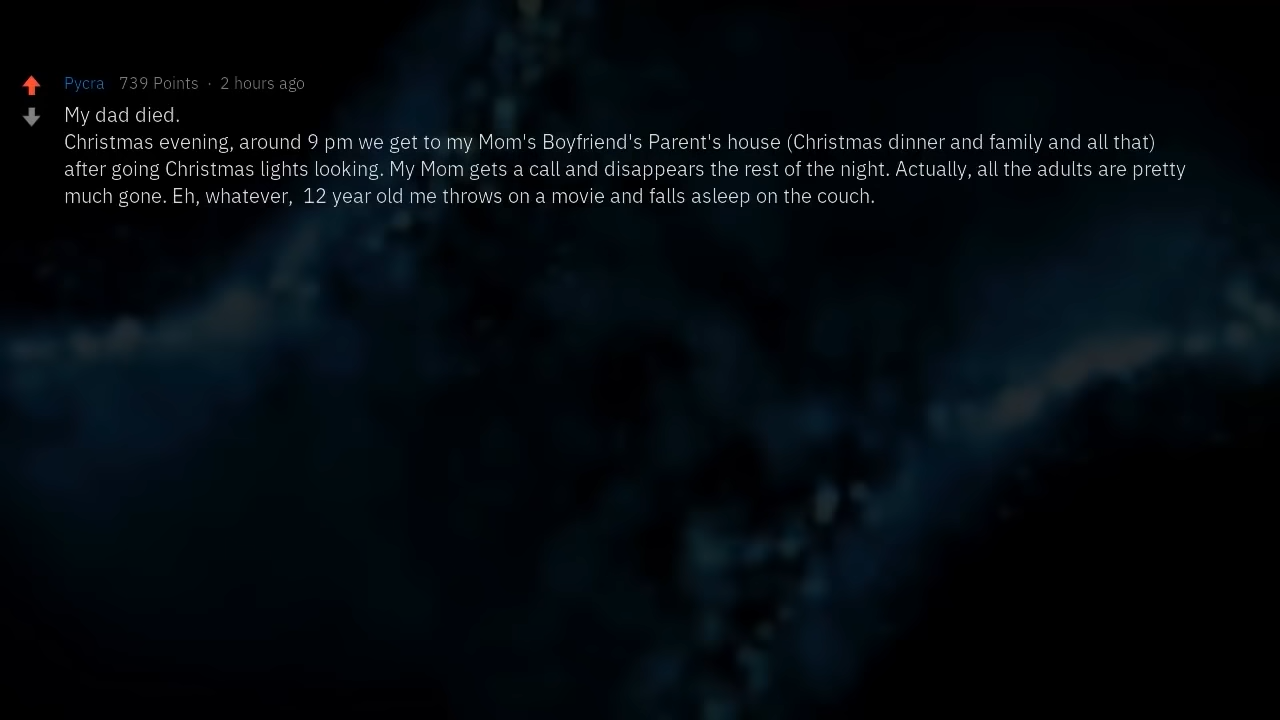 Pycra 739 Points · 2 hours ago
My dad died.
Christmas evening, around 9 pm we get to my Mom's Boyfriend's Parent's house (Christmas dinner and family and all that)
after going Christmas lights looking. My Mom gets a call and disappears the rest of the night. Actually, all the adults are pretty
much gone. Eh, whatever,  12 year old me throws on a movie and falls asleep on the couch.